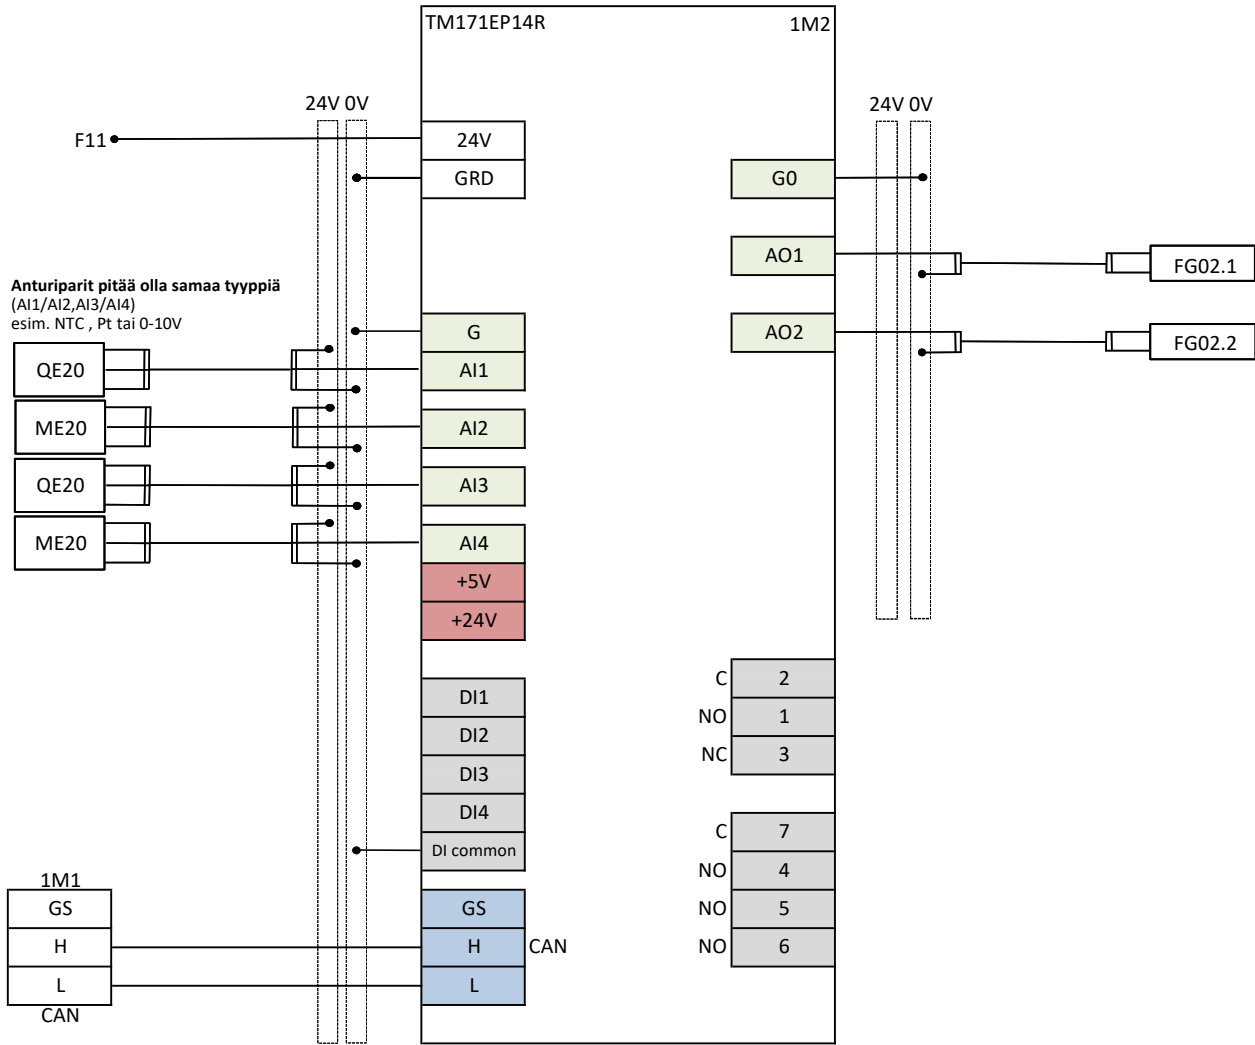 TM171EP14R
1M2
24V 0V
24V 0V
F11
24V
GRD
G0
AO1
FG02.1
AO2
FG02.2
Anturiparit pitää olla samaa tyyppiä
(AI1/AI2,AI3/AI4)
esim. NTC , Pt tai 0-10V
G
QE20
AI1
ME20
AI2
QE20
AI3
ME20
AI4
+5V
+24V
DI1
DI2
DI3
DI4
DI common
C 2
NO 1
NC 3
C 7
NO 4
NO 5
NO 6
1M1
GS
H
L
CAN
GS
H CAN
L